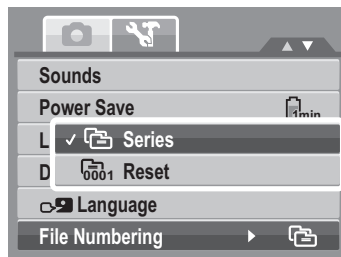 Sounds
Power Save 1min
L ✓ Series
D 0001 Reset
Language
File Numbering